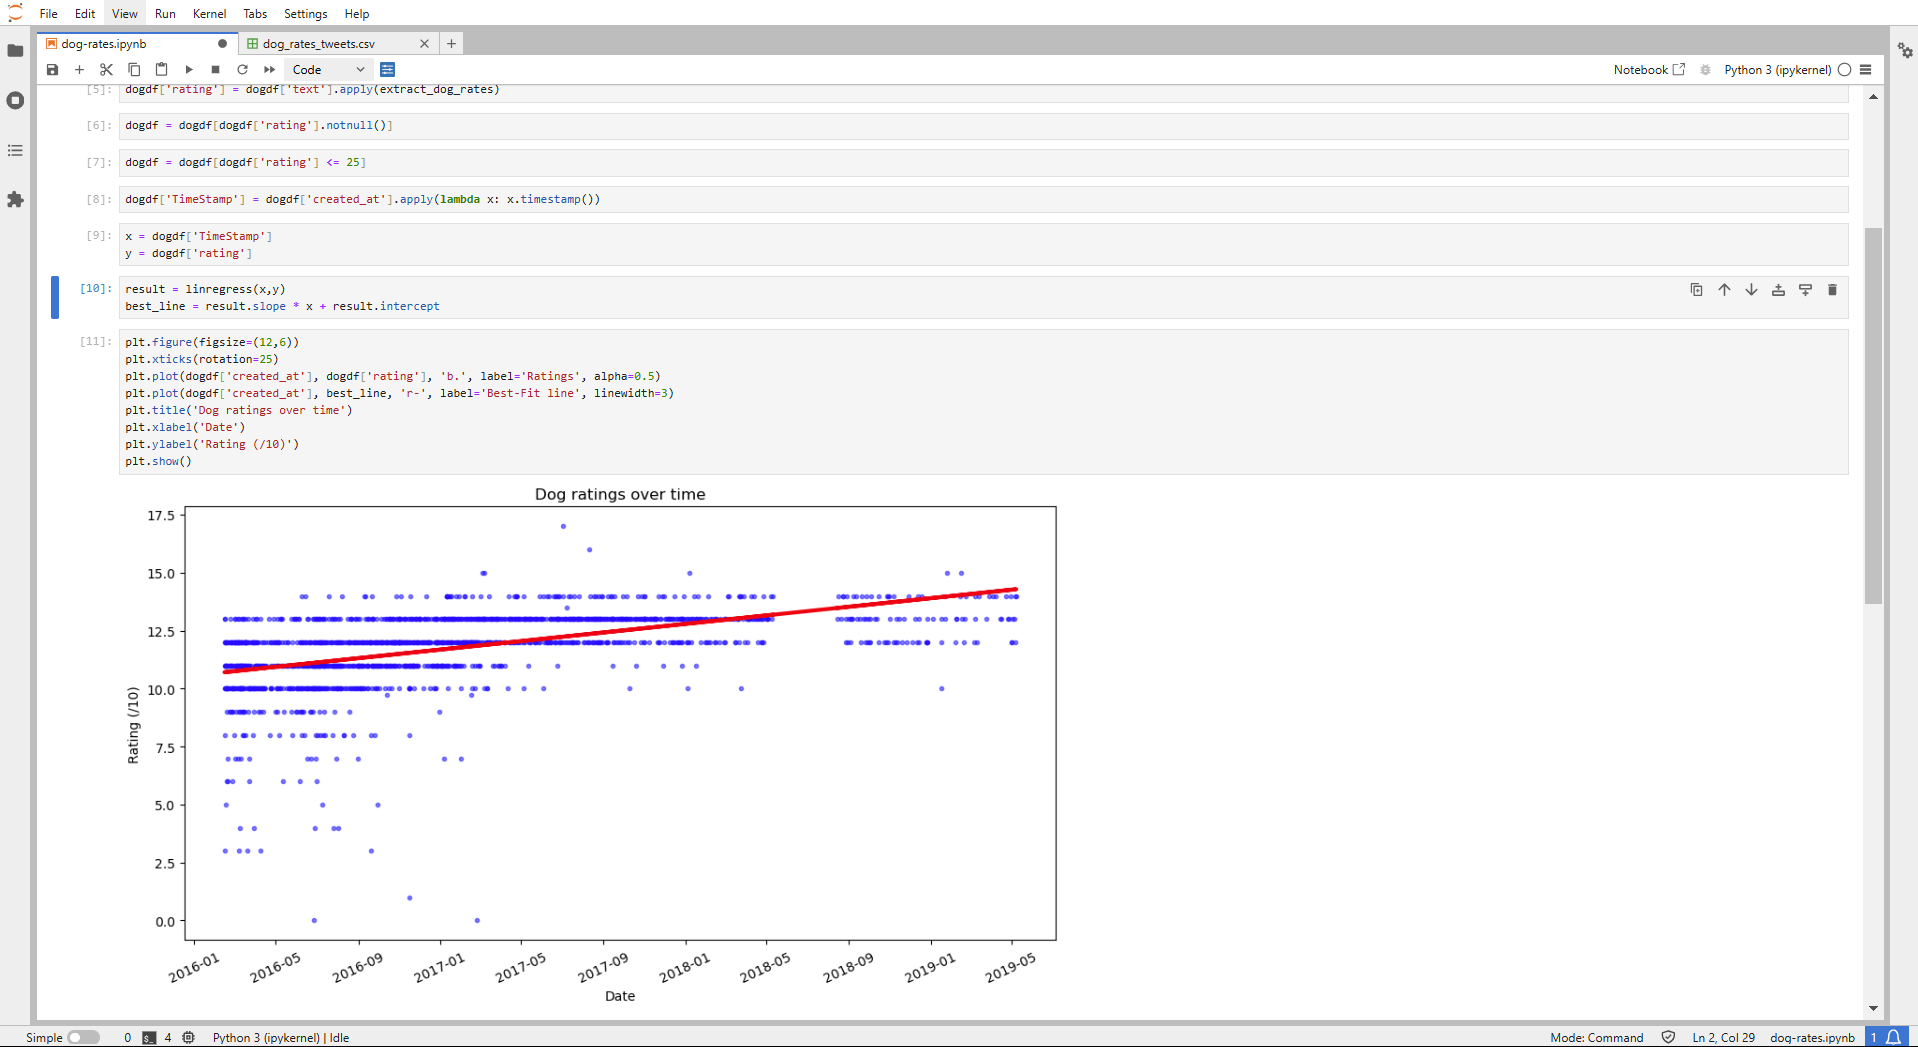 File Edit View Run Kernel Tabs Settings Help
dog-rates.ipynb dog_rates_tweets.csv
Code Notebook Python 3 (ipykernel)
[5]: dogdf['rating'] = dogdf['text'].apply(extract_dog_rates)
[6]: dogdf = dogdf[dogdf['rating'].notnull()]
[7]: dogdf = dogdf[dogdf['rating'] <= 25]
[8]: dogdf['TimeStamp'] = dogdf['created_at'].apply(lambda x: x.timestamp())
[9]: x = dogdf['TimeStamp']
y = dogdf['rating']
[10]: result = linregress(x,y)
best_line = result.slope * x + result.intercept
[11]: plt.figure(figsize=(12,6))
plt.xticks(rotation=25)
plt.plot(dogdf['created_at'], dogdf['rating'], 'b.', label='Ratings', alpha=0.5)
plt.plot(dogdf['created_at'], best_line, 'r-', label='Best-Fit line', linewidth=3)
plt.title('Dog ratings over time')
plt.xlabel('Date')
plt.ylabel('Rating (/10)')
plt.show()
Dog ratings over time
17.5
15.0
12.5
10.0
7.5
5.0
2.5
0.0
Rating (/10)
2016-01 2016-05 2016-09 2017-01 2017-05 2017-09 2018-01 2018-05 2018-09 2019-01 2019-05
Date
Simple 0 $_ 4 Python 3 (ipykernel) | Idle Mode: Command Ln 2, Col 29 dog-rates.ipynb 1